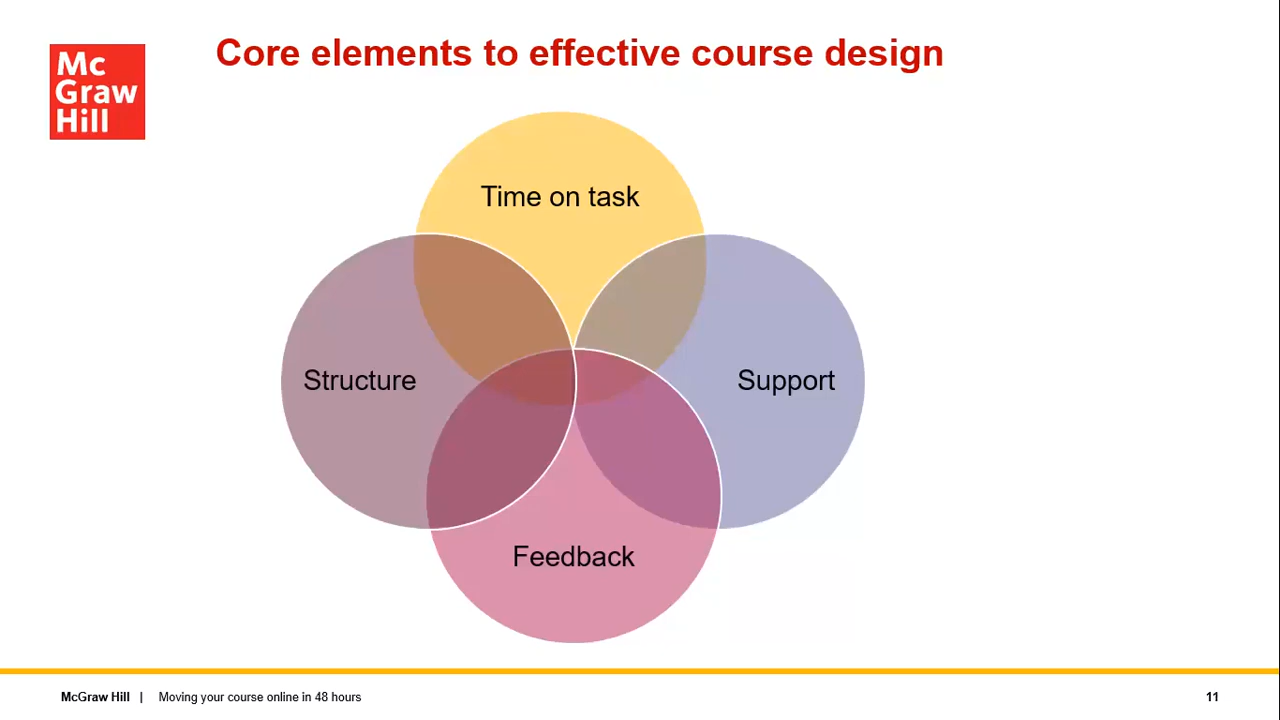 Mc
Graw
Hill
Core elements to effective course design
Time on task
Structure
Support
Feedback
McGraw Hill | Moving your course online in 48 hours
11